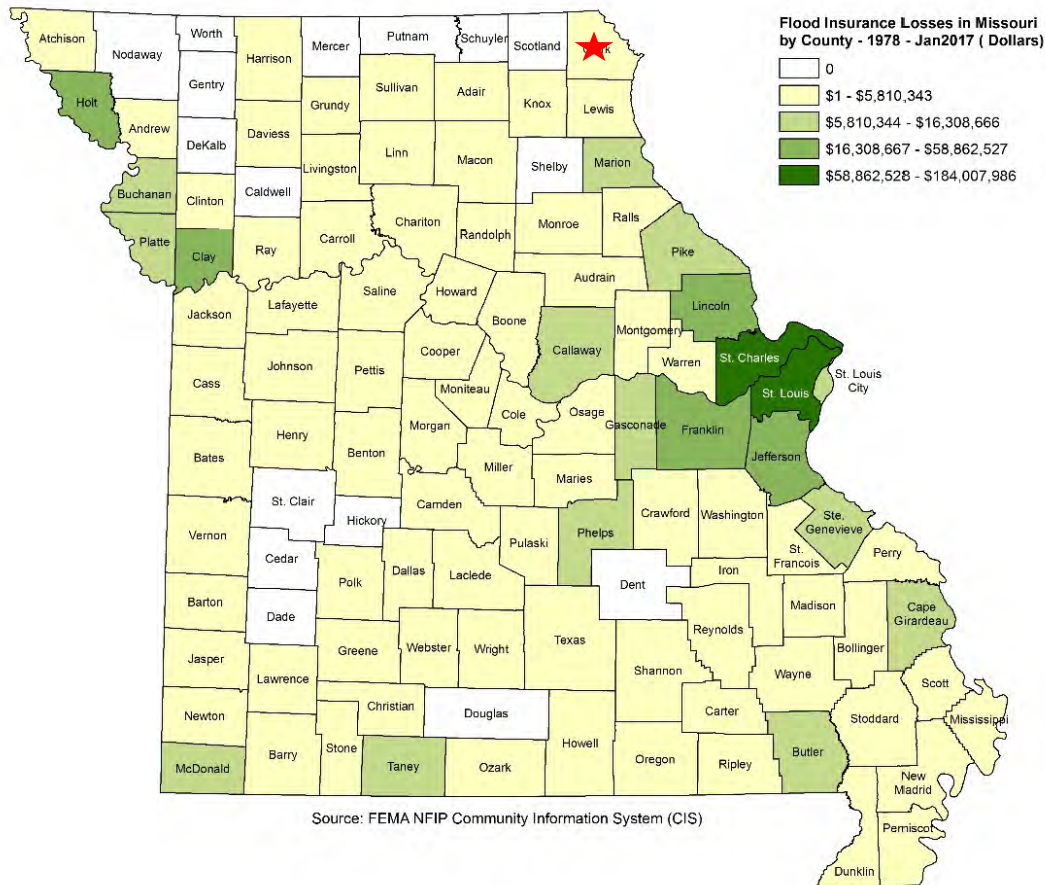 Flood Insurance Losses in Missouri
by County - 1978 - Jan2017 ( Dollars)
0
$1 - $5,810,343
$5,810,344 - $16,308,666
$16,308,667 - $58,862,527
$58,862,528 - $184,007,986
Atchison
Nodaway
Worth
Harrison
Mercer
Putnam
Schuyler
Scotland
Holt
Gentry
Grundy
Sullivan
Adair
Knox
Lewis
Andrew
DeKalb
Daviess
Livingston
Linn
Macon
Shelby
Marion
Buchanan
Clinton
Caldwell
Chariton
Randolph
Monroe
Ralls
Platte
Clay
Ray
Carroll
Pike
Audrain
Jackson
Lafayette
Saline
Howard
Boone
Lincoln
Callaway
Montgomery
Warren
St. Charles
St. Louis
City
St. Louis
Cass
Johnson
Pettis
Cooper
Moniteau
Cole
Osage
Gasconade
Franklin
Jefferson
Bates
Henry
Benton
Morgan
Miller
Maries
St. Clair
Hickory
Camden
Pulaski
Phelps
Crawford
Washington
Ste.
Genevieve
St.
Francois
Perry
Vernon
Cedar
Polk
Dallas
Laclede
Dent
Iron
Madison
Cape
Girardeau
Barton
Dade
Greene
Webster
Wright
Texas
Reynolds
Bollinger
Jasper
Lawrence
Shannon
Wayne
Scott
Newton
Christian
Douglas
Howell
Carter
Stoddard
Mississippi
McDonald
Barry
Stone
Taney
Ozark
Oregon
Ripley
Butler
New
Madrid
Pemiscot
Dunklin
Source: FEMA NFIP Community Information System (CIS)